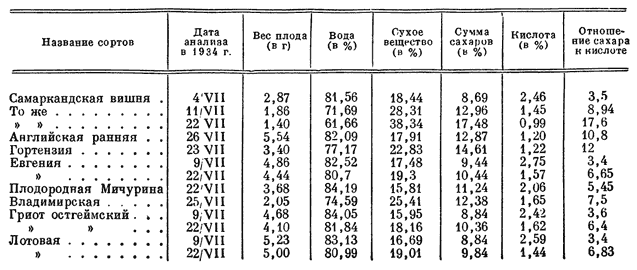 Название сортов | Дата анализа в 1934 г. | Вес плода (в г) | Вода (в %) | Сухое вещество (в %) | Сумма сахаров (в %) | Кислота (в %) | Отношение сахара к кислоте
Самаркандская вишня . 4/VII 2,87 81,56 18,44 8,69 2,46 3,5
То же . . . . . . . . . 11/VII 1,86 71,69 28,31 12,96 1,45 8,94
» » . . . . . . . . . 22 VII 1,40 61,66 38,34 17,48 0,99 17,6
Английская ранняя . . 26 VII 5,54 82,09 17,91 12,87 1,20 10,8
Гортензия . . . . . . . 23 VII 3,40 77,17 22,83 14,61 1,22 12
Евгения . . . . . . . . 9/VII 4,86 82,52 17,48 9,44 2,75 3,4
» . . . . . . . . 22/VII 4,44 80,7 19,3 10,44 1,57 6,65
Плодородная Мичурина 22/VII 3,68 84,19 15,81 11,24 2,06 5,45
Владимирская . . . . . 25/VII 2,05 74,59 25,41 12,38 1,65 7,5
Гриот остгеймский . . . 9/VII 4,68 84,05 15,95 8,84 2,42 3,6
» » . . . 22/VII 4,10 81,84 18,16 10,36 1,62 6,4
Лотовая . . . . . . . . 9/VII 5,23 83,13 16,69 8,84 2,59 3,4
» . . . . . . . . 22/VII 5,00 80,99 19,01 9,84 1,44 6,83